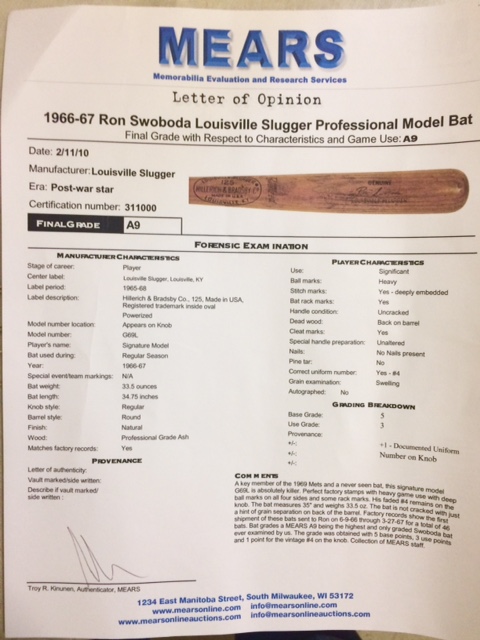 MEARS
Memorabilia Evaluation and Research Services
Letter of Opinion
1966-67 Ron Swoboda Louisville Slugger Professional Model Bat
Final Grade with Respect to Characteristics and Game Use: A9
Date: 2/11/10
Manufacturer: Louisville Slugger
Era: Post-war star
Certification number: 311000
FINAL GRADE A9
125
HILLERICH & BRADSBY CO
MADE IN U.S.A.
LOUISVILLE, KY.
GENUINE
FORENSIC EXAMINATION
MANUFACTURER CHARACTERISTICS
Stage of career: Player
Center label: Louisville Slugger, Louisville, KY
Label period: 1965-68
Label description: Hillerich & Bradsby Co., 125, Made in USA,
Registered trademark inside oval
Powerized
Model number location: Appears on Knob
Model number: G69L
Player's name: Signature Model
Bat used during: Regular Season
Year: 1966-67
Special event/team markings: N/A
Bat weight: 33.5 ounces
Bat length: 34.75 inches
Knob style: Regular
Barrel style: Round
Finish: Natural
Wood: Professional Grade Ash
Matches factory records: Yes
PROVENANCE
Letter of authenticity:
Vault marked/side written:
Describe if vault marked/
side written :
PLAYER CHARACTERISTICS
Use: Significant
Ball marks: Heavy
Stitch marks: Yes - deeply embedded
Bat rack marks: Yes
Handle condition: Uncracked
Dead wood: Back on barrel
Cleat marks: Yes
Special handle preparation: Unaltered
Nails: No Nails present
Pine tar: No
Correct uniform number: Yes - #4
Grain examination: Swelling
Autographed: No
GRADING BREAKDOWN
Base Grade: 5
Use Grade: 3
Provenance:
+/-: +1 - Documented Uniform
+/-: Number on Knob
+/-:
COMMENTS
A key member of the 1969 Mets and a never seen bat, this signature model
G69L is absolutely killer. Perfect factory stamps with heavy game use with deep
ball marks on all four sides and some rack marks. His faded #4 remains on the
knob. The bat measures 35" and weighs 33.5 oz. The bat is not cracked with just
a hint of grain separation on back of the barrel. Factory records show the first
shipment of these bats sent to Ron on 6-9-66 through 3-27-67 for a total of 46
bats. Bat grades a MEARS A9 being the highest and only graded Swoboda bat
ever examined by us. The grade was obtained with 5 base points, 3 use points
and 1 point for the vintage #4 on the knob. Collection of MEARS staff.
Troy R. Kinunen, Authenticator, MEARS
1234 East Manitoba Street, South Milwaukee, WI 53172
www.mearsonline.com info@mearsonline.com
www.mearsonlineauctions.com info@mearsonlineauctions.com